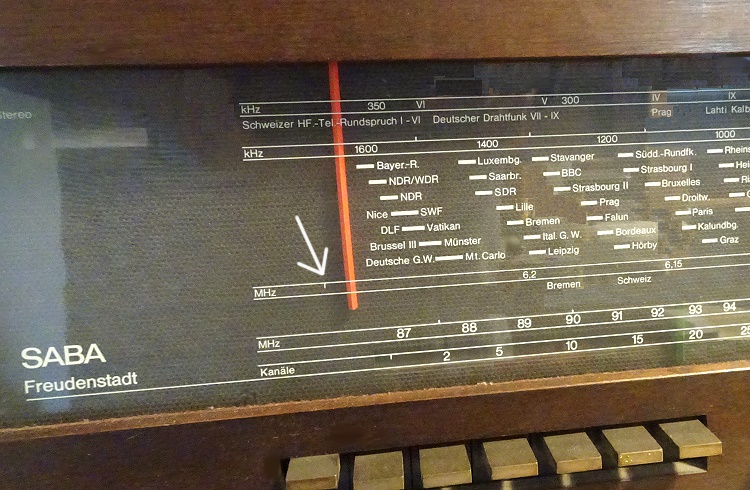 Stereo
kHz 350 VI V 300 IV IX
Schweizer HF.-Tel.-Rundspruch I - VI Deutscher Drahtfunk VII - IX Prag Lahti Kalb
kHz 1600 1400 1200 1000
Bayer.-R. Luxembg. Stavanger Südd.-Rundfk. Rheins
NDR/WDR Saarbr. BBC Strasbourg I Hei
NDR SDR Strasbourg II Bruxelles
Nice SWF Lille Prag Droitw.
DLF Vatikan Bremen Falun Paris
Brussel III Münster Ital. G. W. Bordeaux Kalundbg.
Deutsche G.W. Mt. Carlo Leipzig Hörby Graz
MHz 6,2 6,15
Bremen Schweiz
MHz 87 88 89 90 91 92 93 94
Kanäle 2 5 10 15 20 25
SABA
Freudenstadt